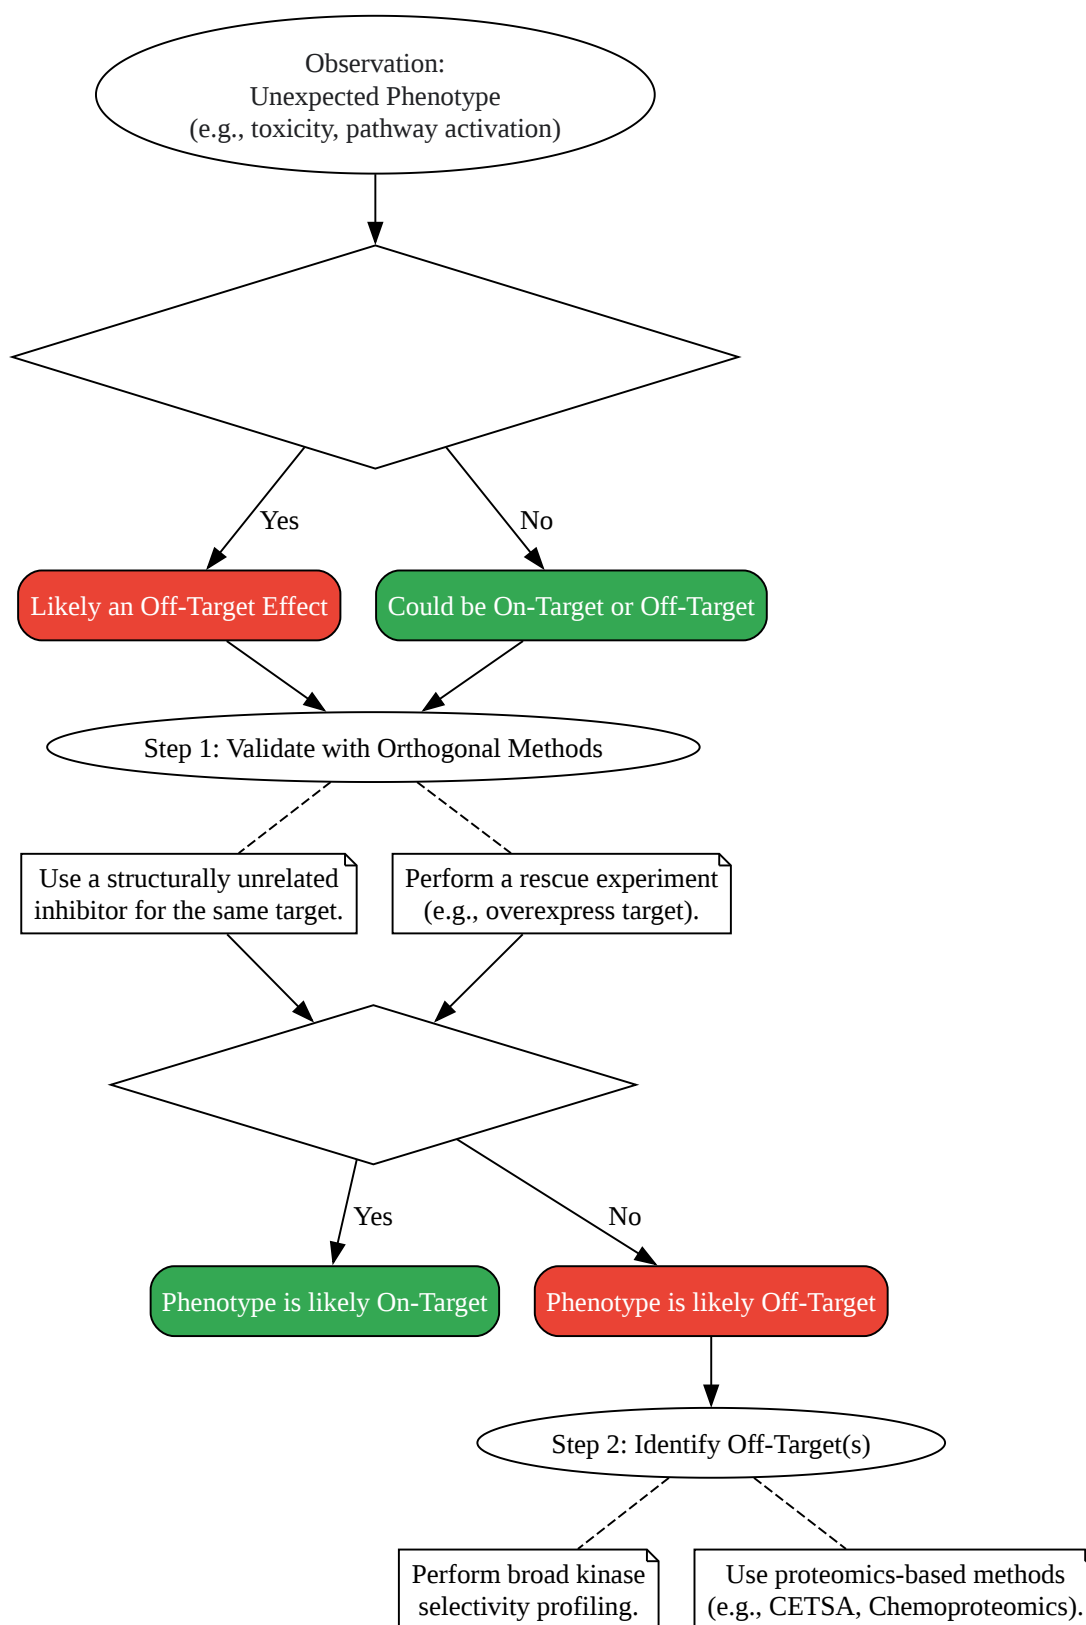 Observation:
Unexpected Phenotype
(e.g., toxicity, pathway activation)
Yes
No
Likely an Off-Target Effect
Could be On-Target or Off-Target
Step 1: Validate with Orthogonal Methods
Use a structurally unrelated
inhibitor for the same target.
Perform a rescue experiment
(e.g., overexpress target).
Yes
No
Phenotype is likely On-Target
Phenotype is likely Off-Target
Step 2: Identify Off-Target(s)
Perform broad kinase
selectivity profiling.
Use proteomics-based methods
(e.g., CETSA, Chemoproteomics).